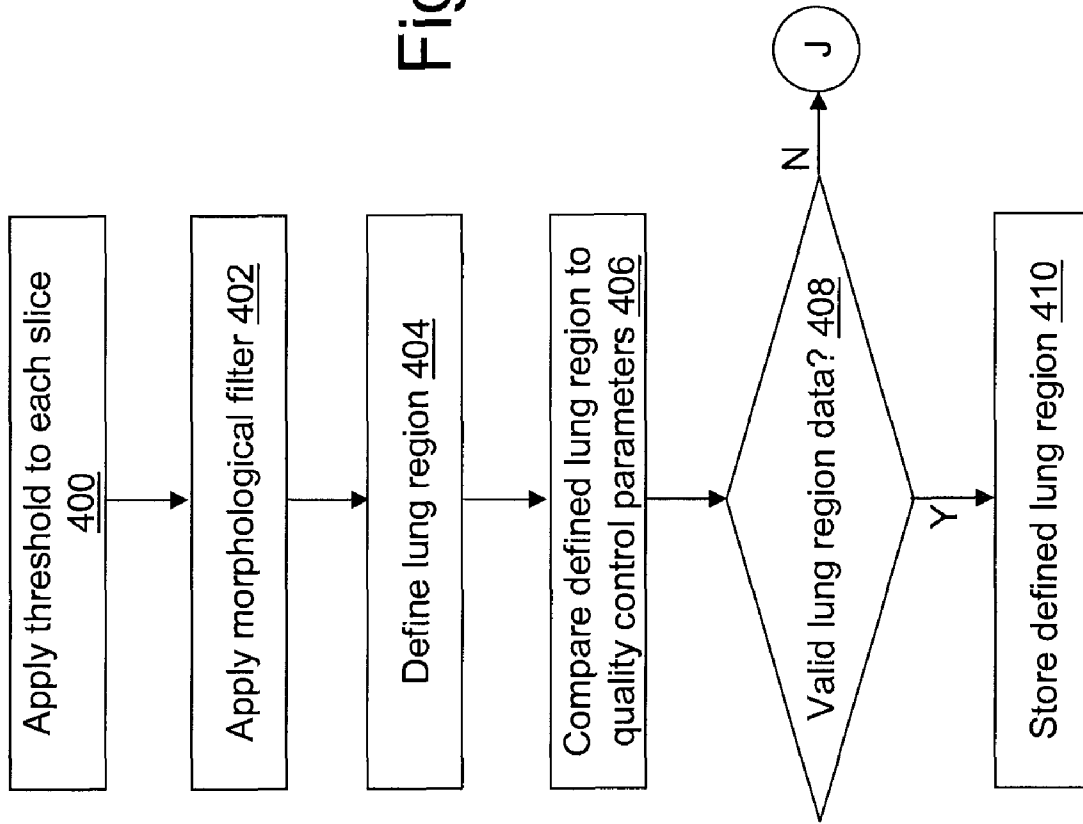 Fig
Apply threshold to each slice
400
Apply morphological filter 402
Define lung region 404
Compare defined lung region to
quality control parameters 406
Valid lung region data? 408
N
J
Y
Store defined lung region 410